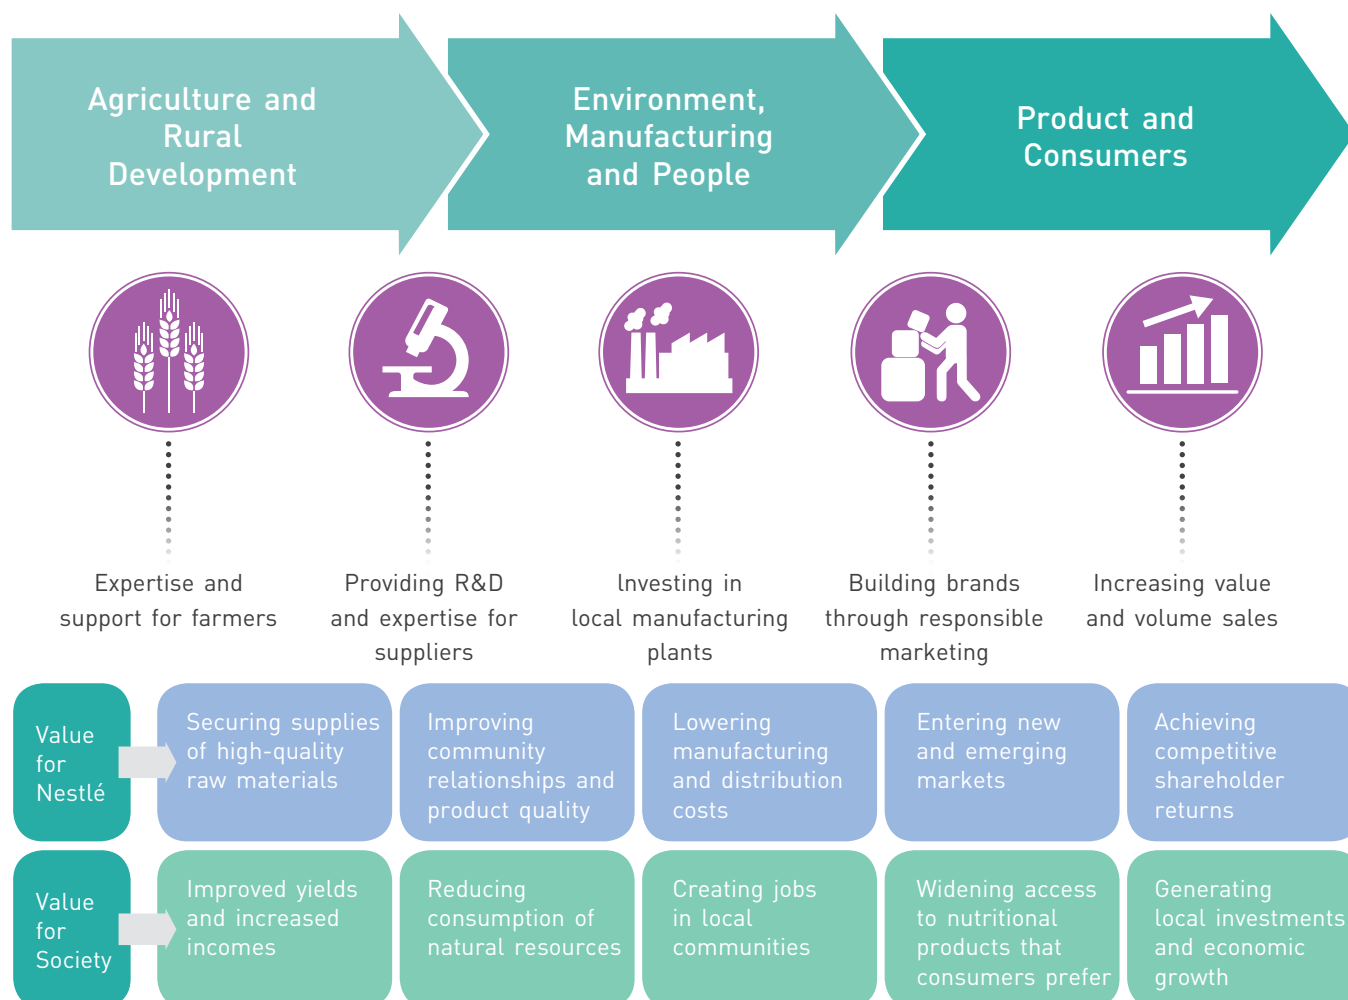 Agriculture and
Rural
Development
Environment,
Manufacturing
and People
Product and
Consumers
Expertise and
support for farmers
Providing R&D
and expertise for
suppliers
Investing in
local manufacturing
plants
Building brands
through responsible
marketing
Increasing value
and volume sales
Value
for
Nestlé
Securing supplies
of high-quality
raw materials
Improving
community
relationships and
product quality
Lowering
manufacturing
and distribution
costs
Entering new
and emerging
markets
Achieving
competitive
shareholder
returns
Value
for
Society
Improved yields
and increased
incomes
Reducing
consumption of
natural resources
Creating jobs
in local
communities
Widening access
to nutritional
products that
consumers prefer
Generating
local investments
and economic
growth